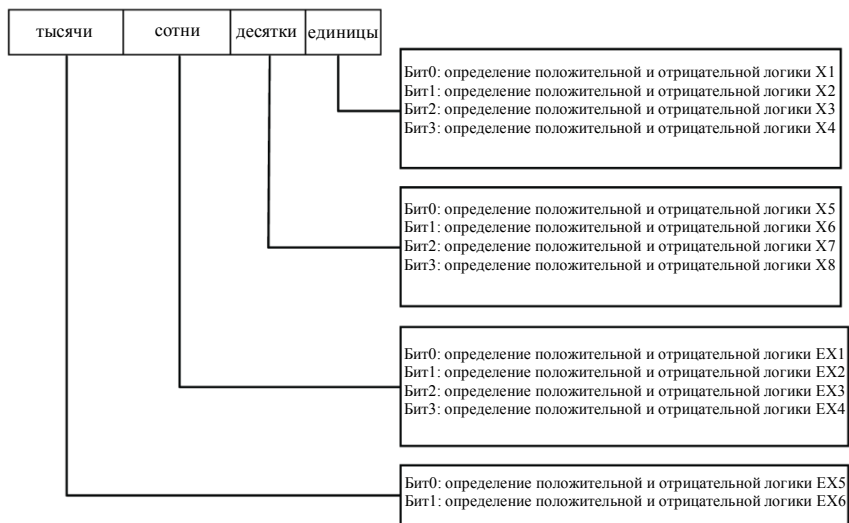 тысячи сотни десятки единицы
Бит0: определение положительной и отрицательной логики X1
Бит1: определение положительной и отрицательной логики X2
Бит2: определение положительной и отрицательной логики X3
Бит3: определение положительной и отрицательной логики X4
Бит0: определение положительной и отрицательной логики X5
Бит1: определение положительной и отрицательной логики X6
Бит2: определение положительной и отрицательной логики X7
Бит3: определение положительной и отрицательной логики X8
Бит0: определение положительной и отрицательной логики EX1
Бит1: определение положительной и отрицательной логики EX2
Бит2: определение положительной и отрицательной логики EX3
Бит3: определение положительной и отрицательной логики EX4
Бит0: определение положительной и отрицательной логики EX5
Бит1: определение положительной и отрицательной логики EX6